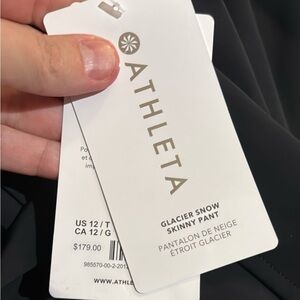 ATHLETA
GLACIER SNOW
SKINNY PANT
PANTALON DE NEIGE
ÉTROIT GLACIER
US 12 / T
CA 12 / G
$179.00
WWW.ATHLE